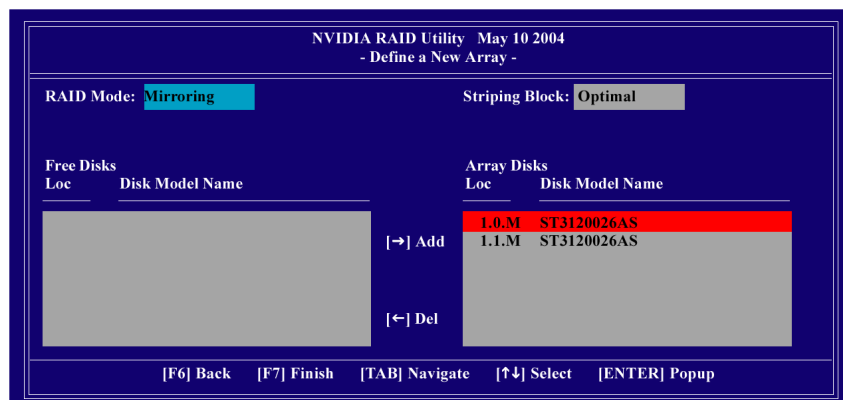 NVIDIA RAID Utility May 10 2004
- Define a New Array -
RAID Mode: Mirroring
Striping Block: Optimal
Free Disks
Loc Disk Model Name
Array Disks
Loc Disk Model Name
1.0.M ST3120026AS
1.1.M ST3120026AS
[→] Add
[←] Del
[F6] Back [F7] Finish [TAB] Navigate [↑↓] Select [ENTER] Popup